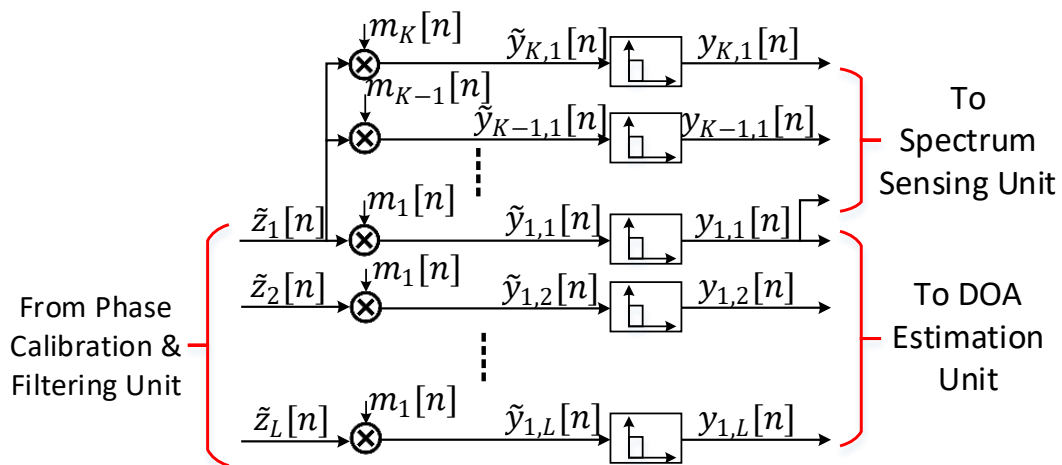 m_K[n]
ỹ_{K,1}[n]
y_{K,1}[n]
m_{K−1}[n]
ỹ_{K−1,1}[n]
y_{K−1,1}[n]
To
Spectrum
Sensing Unit
z̃_1[n]
m_1[n]
ỹ_{1,1}[n]
y_{1,1}[n]
z̃_2[n]
m_1[n]
ỹ_{1,2}[n]
y_{1,2}[n]
From Phase
Calibration &
Filtering Unit
To DOA
Estimation
Unit
z̃_L[n]
m_1[n]
ỹ_{1,L}[n]
y_{1,L}[n]